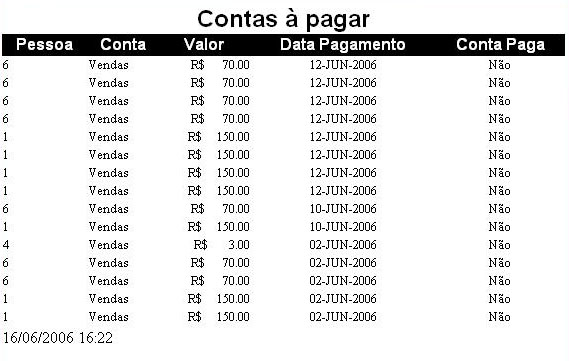 Contas à pagar
Pessoa Conta Valor Data Pagamento Conta Paga
6 Vendas R$ 70.00 12-JUN-2006 Não
6 Vendas R$ 70.00 12-JUN-2006 Não
6 Vendas R$ 70.00 12-JUN-2006 Não
6 Vendas R$ 70.00 12-JUN-2006 Não
1 Vendas R$ 150.00 12-JUN-2006 Não
1 Vendas R$ 150.00 12-JUN-2006 Não
1 Vendas R$ 150.00 12-JUN-2006 Não
1 Vendas R$ 150.00 12-JUN-2006 Não
6 Vendas R$ 70.00 10-JUN-2006 Não
1 Vendas R$ 150.00 10-JUN-2006 Não
4 Vendas R$ 3.00 02-JUN-2006 Não
6 Vendas R$ 70.00 02-JUN-2006 Não
6 Vendas R$ 70.00 02-JUN-2006 Não
1 Vendas R$ 150.00 02-JUN-2006 Não
1 Vendas R$ 150.00 02-JUN-2006 Não
16/06/2006 16:22